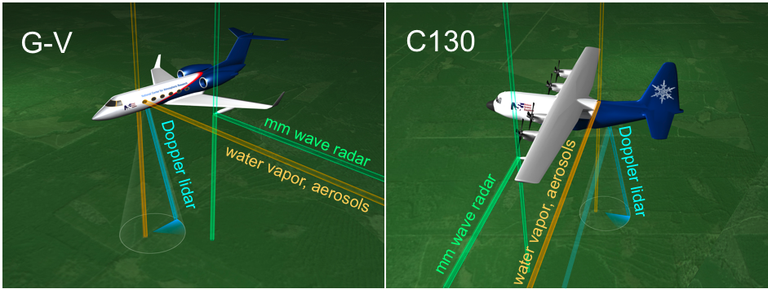 G-V
Doppler lidar
mm wave radar
water vapor, aerosols
C130
mm wave radar
water vapor, aerosols
Doppler lidar